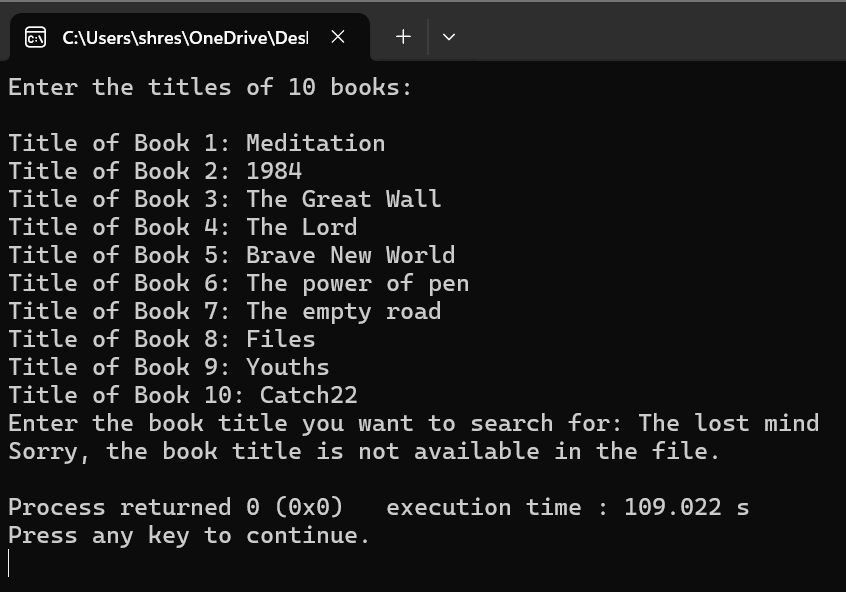 C:\Users\shres\OneDrive\Des
Enter the titles of 10 books:
Title of Book 1: Meditation
Title of Book 2: 1984
Title of Book 3: The Great Wall
Title of Book 4: The Lord
Title of Book 5: Brave New World
Title of Book 6: The power of pen
Title of Book 7: The empty road
Title of Book 8: Files
Title of Book 9: Youths
Title of Book 10: Catch22
Enter the book title you want to search for: The lost mind
Sorry, the book title is not available in the file.
Process returned 0 (0x0)   execution time : 109.022 s
Press any key to continue.